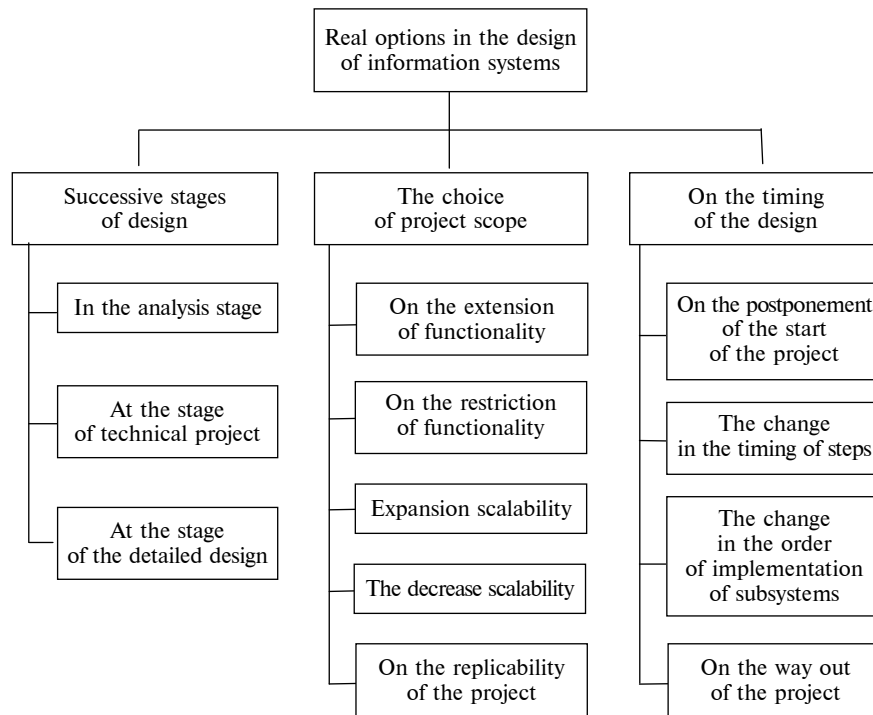 Real options in the design
of information systems
Successive stages
of design
The choice
of project scope
On the timing
of the design
In the analysis stage
At the stage
of technical project
At the stage
of the detailed design
On the extension
of functionality
On the restriction
of functionality
Expansion scalability
The decrease scalability
On the replicability
of the project
On the postponement
of the start
of the project
The change
in the timing of steps
The change
in the order
of implementation
of subsystems
On the way out
of the project